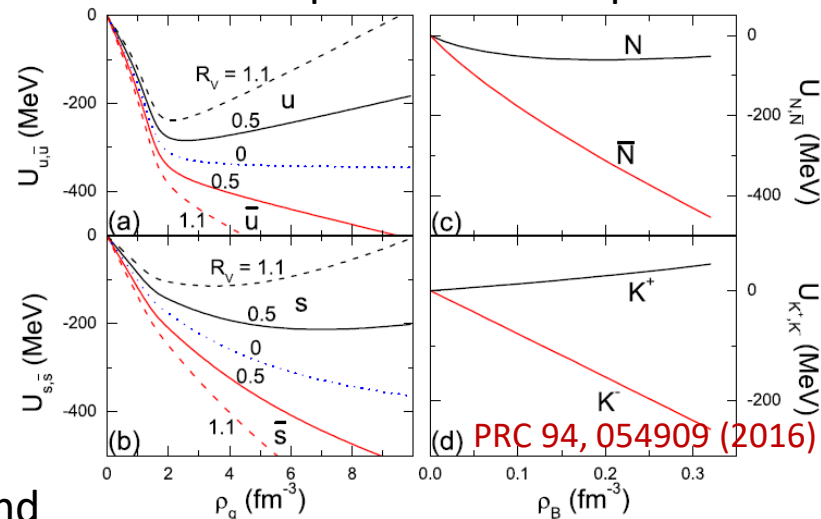 0
-200
-400
0
-200
-400
U_{u,ū} (MeV)
U_{s,s̄} (MeV)
R_V = 1.1
u
0.5
0
0.5
ū
1.1
(a)
R_V = 1.1
s
0.5
0
0.5
s̄
1.1
(b)
0 2 4 6 8
ρ_q (fm⁻³)
N
N̄
(c)
K⁺
K⁻
(d) PRC 94, 054909 (2016)
0
-200
-400
0
-200
U_{N,N̄} (MeV)
U_{K⁺,K⁻} (MeV)
0.0 0.1 0.2 0.3
ρ_B (fm⁻³)
nd